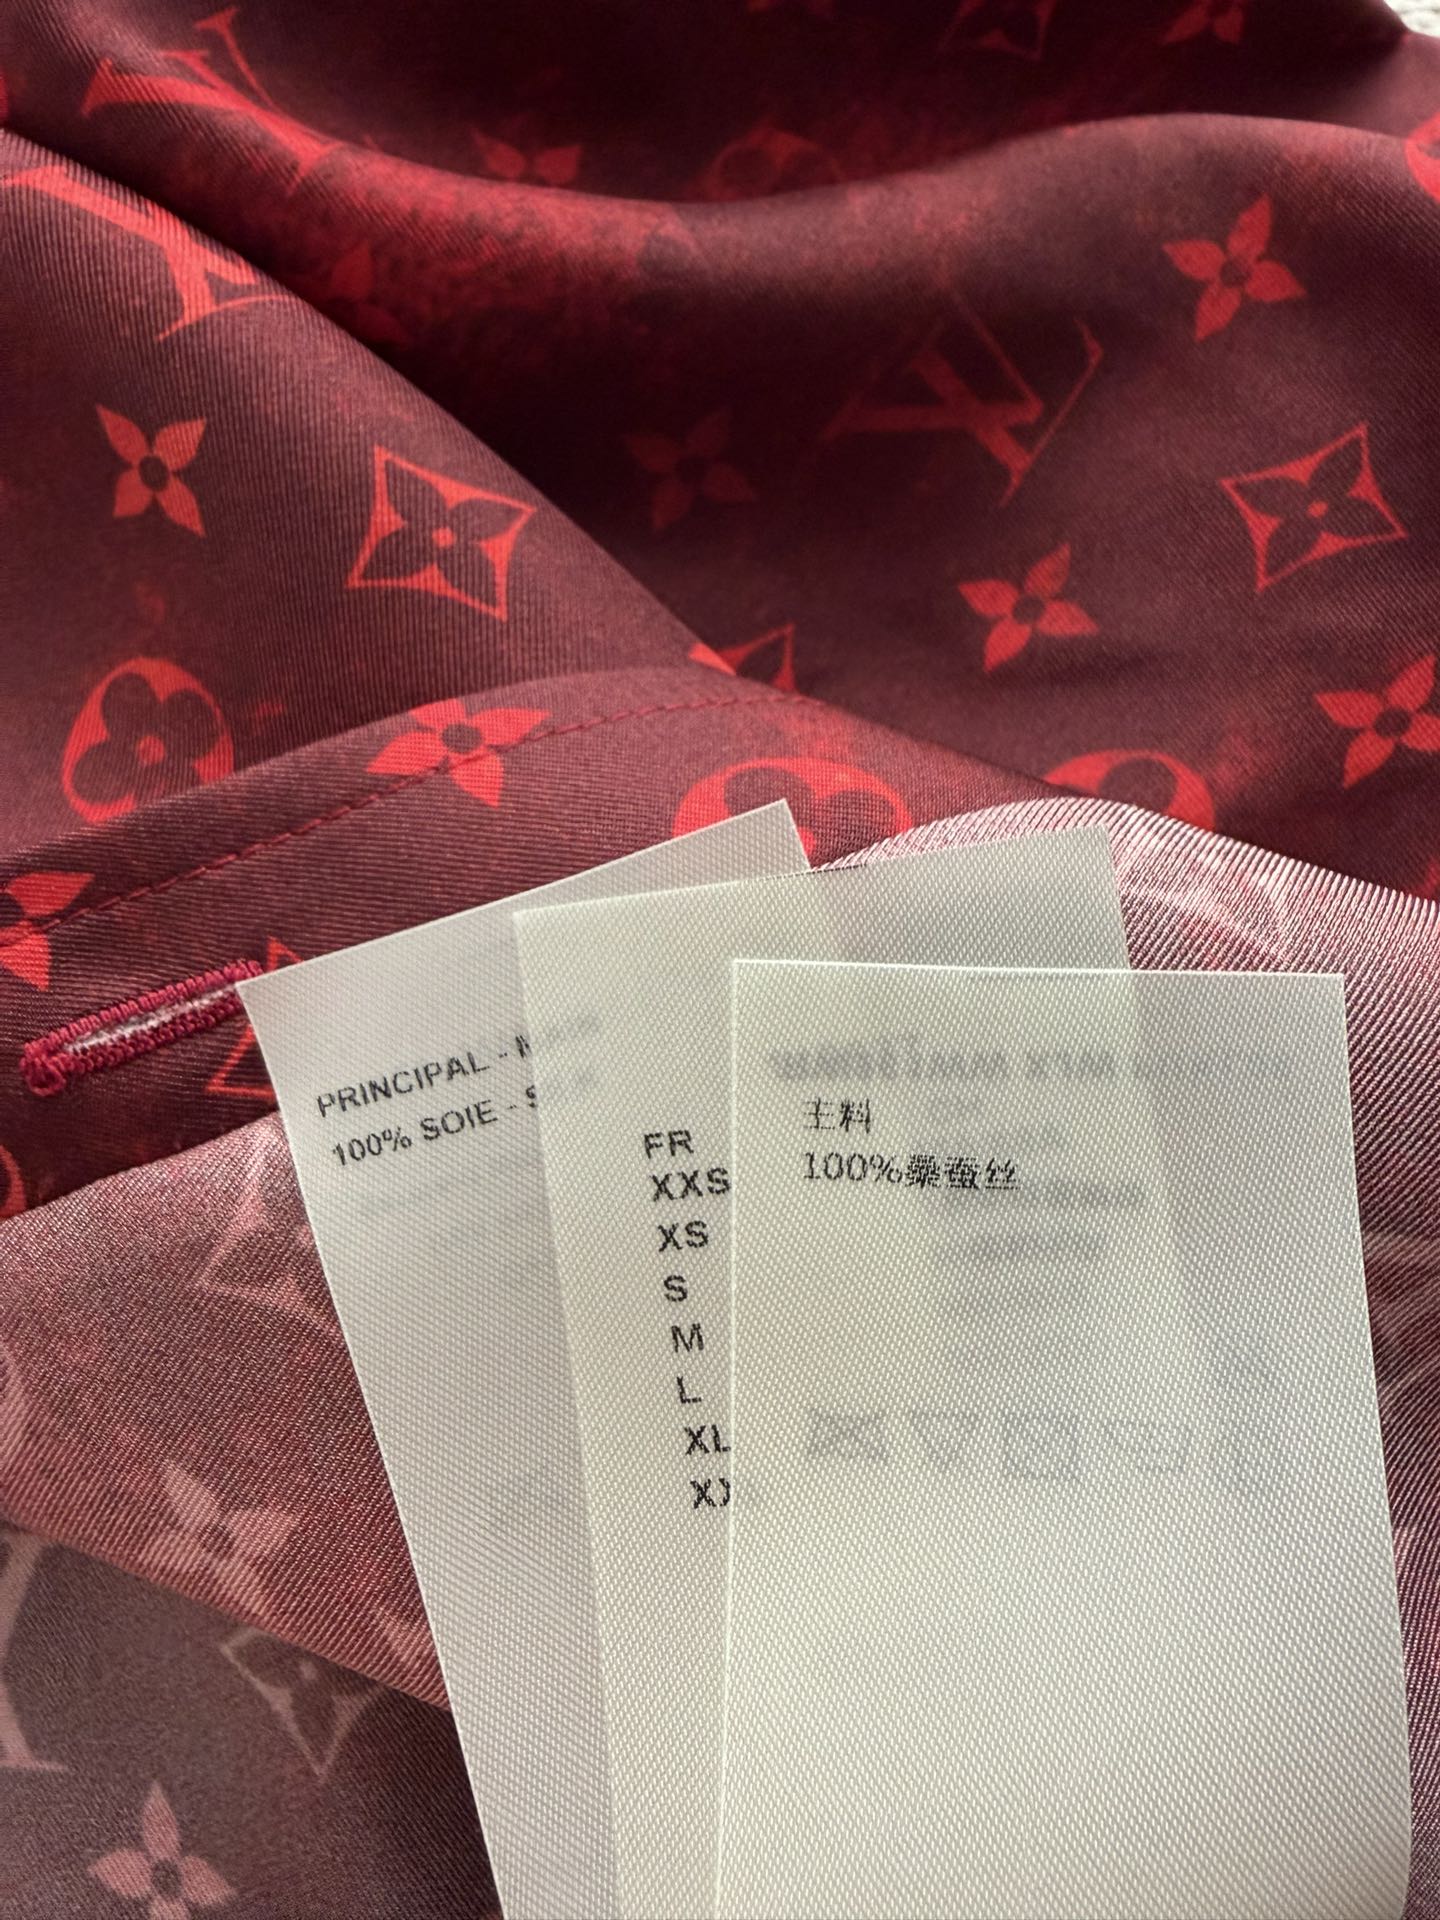 PRINCIPAL -
100% SOIE -
FR
XXS
XS
S
M
L
XL
主料
100%桑蚕丝